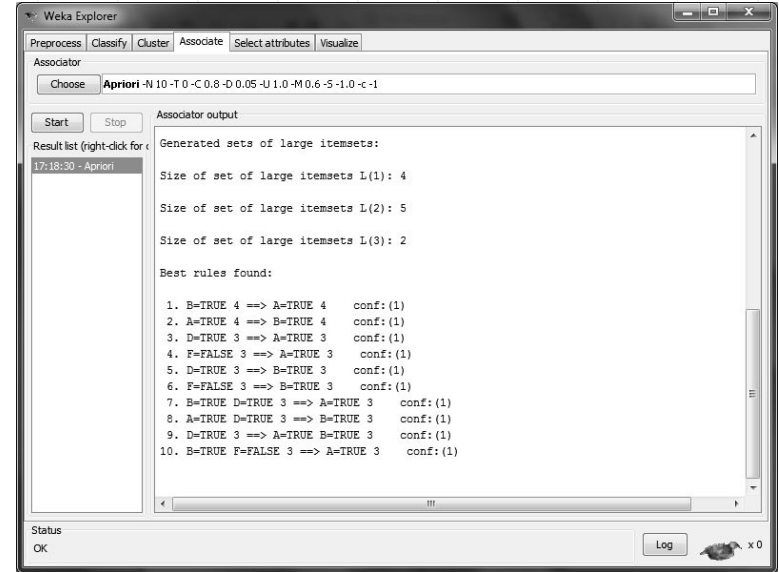 Weka Explorer
Preprocess Classify Cluster Associate Select attributes Visualize
Associator
Choose Apriori -N 10 -T 0 -C 0.8 -D 0.05 -U 1.0 -M 0.6 -S -1.0 -c -1
Start Stop
Result list (right-click for
17:18:30 - Apriori
Associator output
Generated sets of large itemsets:
Size of set of large itemsets L(1): 4
Size of set of large itemsets L(2): 5
Size of set of large itemsets L(3): 2
Best rules found:
1. B=TRUE 4 ==> A=TRUE 4 conf:(1)
2. A=TRUE 4 ==> B=TRUE 4 conf:(1)
3. D=TRUE 3 ==> A=TRUE 3 conf:(1)
4. F=FALSE 3 ==> A=TRUE 3 conf:(1)
5. D=TRUE 3 ==> B=TRUE 3 conf:(1)
6. F=FALSE 3 ==> B=TRUE 3 conf:(1)
7. B=TRUE D=TRUE 3 ==> A=TRUE 3 conf:(1)
8. A=TRUE D=TRUE 3 ==> B=TRUE 3 conf:(1)
9. D=TRUE 3 ==> A=TRUE B=TRUE 3 conf:(1)
10. B=TRUE F=FALSE 3 ==> A=TRUE 3 conf:(1)
Status
OK
Log
x 0